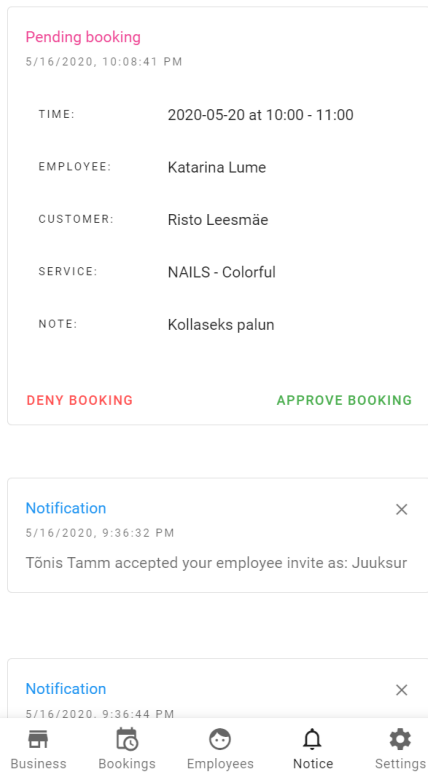 Pending booking
5/16/2020, 10:08:41 PM
TIME: 2020-05-20 at 10:00 - 11:00
EMPLOYEE: Katarina Lume
CUSTOMER: Risto Leesmäe
SERVICE: NAILS - Colorful
NOTE: Kollaseks palun
DENY BOOKING APPROVE BOOKING
Notification
5/16/2020, 9:36:32 PM
Tõnis Tamm accepted your employee invite as: Juuksur
Notification
5/16/2020, 9:36:44 PM
Business Bookings Employees Notice Settings